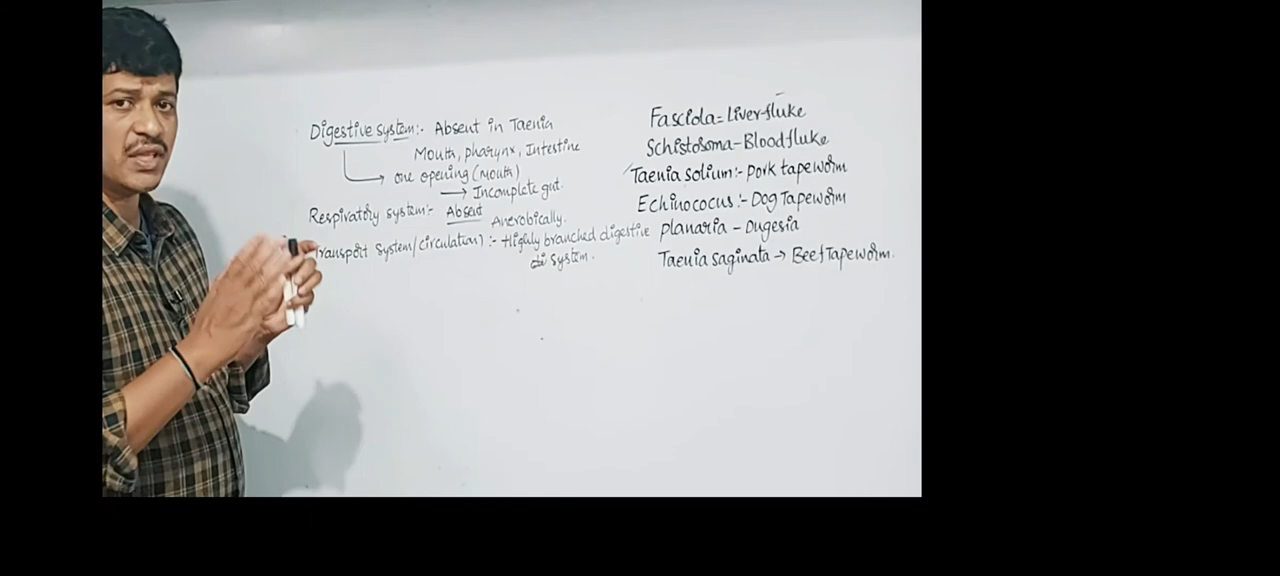 Digestive system:- Absent in Taenia
Mouth, pharynx, Intestine
→ one opening (Mouth)
→ Incomplete gut.
Respiratory system:- Absent
Anerobically.
Transport system/circulation) :- Highly branched digestive
di system.
Fasciola = Liver-fluke
Schistosoma - Bloodfluke
Taenia solium :- pork tapeworm
Echinococus :- Dog Tapeworm
planaria - Dugesia
Taenia saginata → Beef Tapeworm.